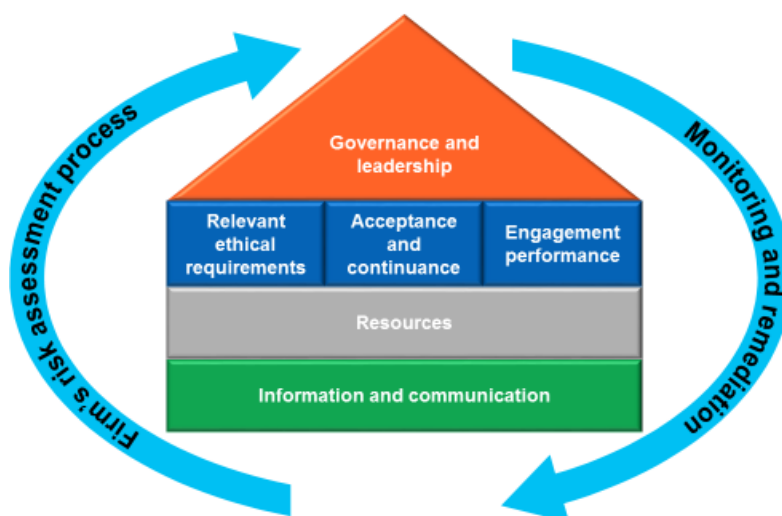 Governance and
leadership
Relevant
ethical
requirements
Acceptance
and
continuance
Engagement
performance
Resources
Information and communication
Firm's risk assessment process
Monitoring and remediation